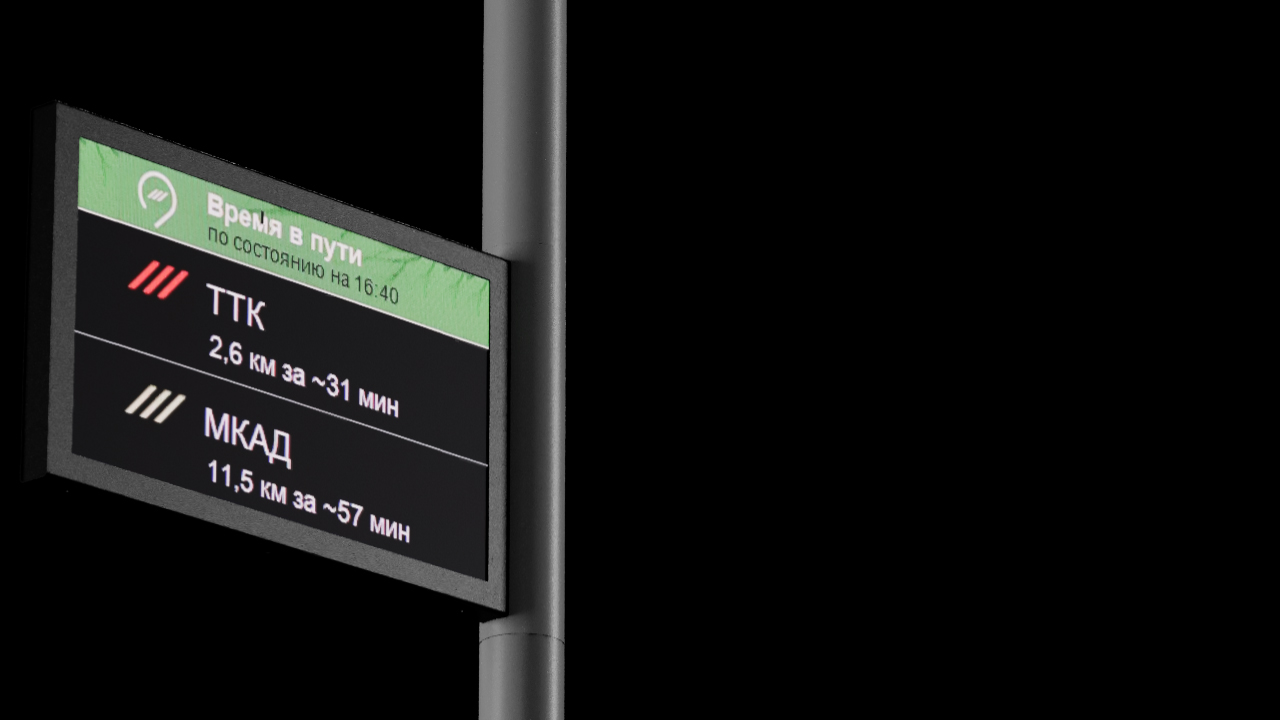 Время в пути
по состоянию на 16:40
ТТК
2,6 км за ~31 мин
МКАД
11,5 км за ~57 мин